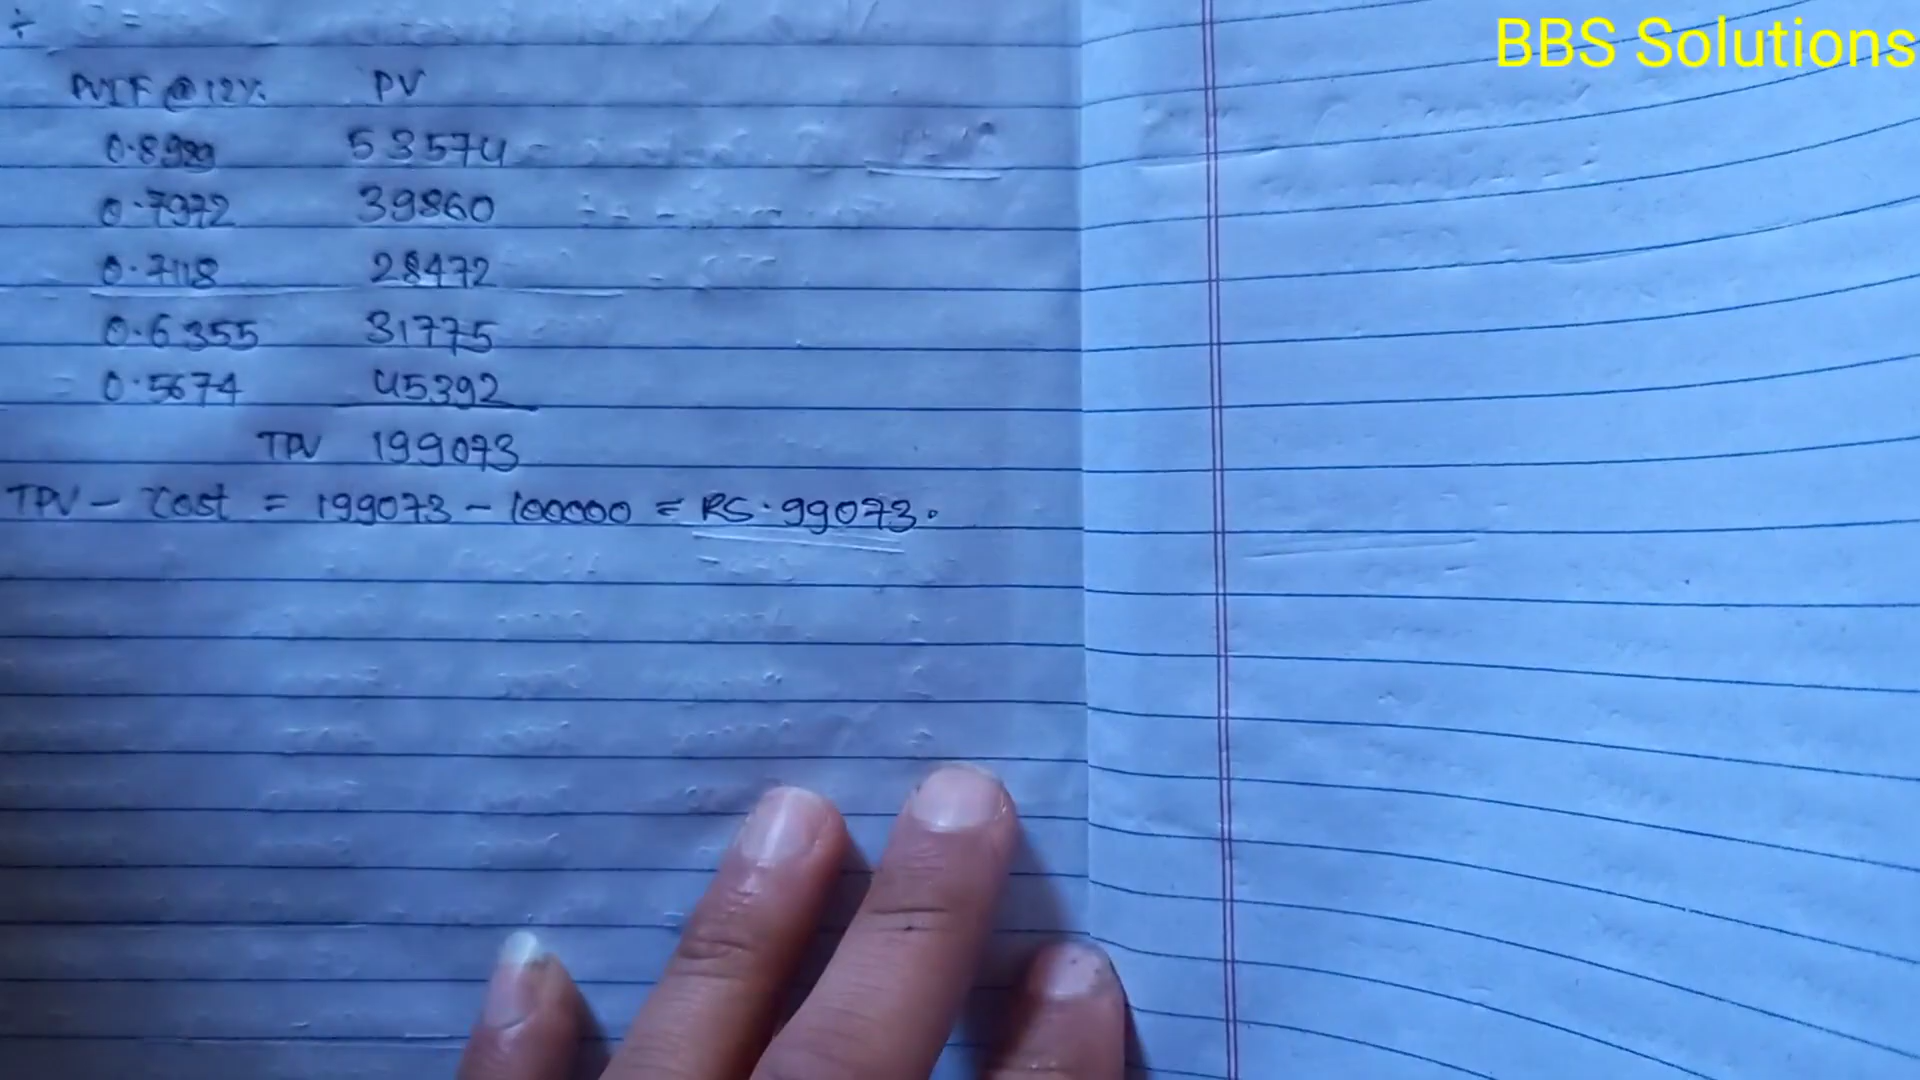 BBS Solutions
PVIF @ 12%. PV
0.8929 53574
0.7972 39860
0.7118 28472
0.6355 31775
0.5674 45392
TPV 199073
TPV - Cost = 199073 - 100000 = RS. 99073.